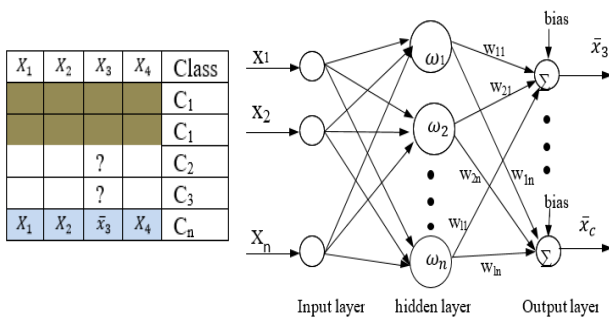 X₁ X₂ X₃ X₄ Class
C₁
C₁
? C₂
? C₃
X₁ X₂ x̄₃ X₄ Cₙ
X1
X2
Xn
ω₁
ω₂
ωₙ
w11
w21
w2n
w1n
wl1
wln
bias
Σ
x̄₃
bias
Σ
x̄c
Input layer hidden layer Output layer